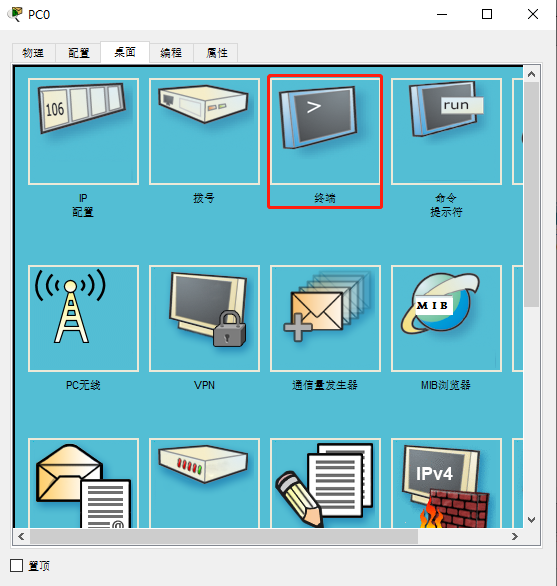 PC0
物理
配置
桌面
编程
属性
106
>
run
IP
配置
拨号
终端
命令
提示符
MIB
PC无线
VPN
通信量发生器
MIB浏览器
@
IPv4
置顶